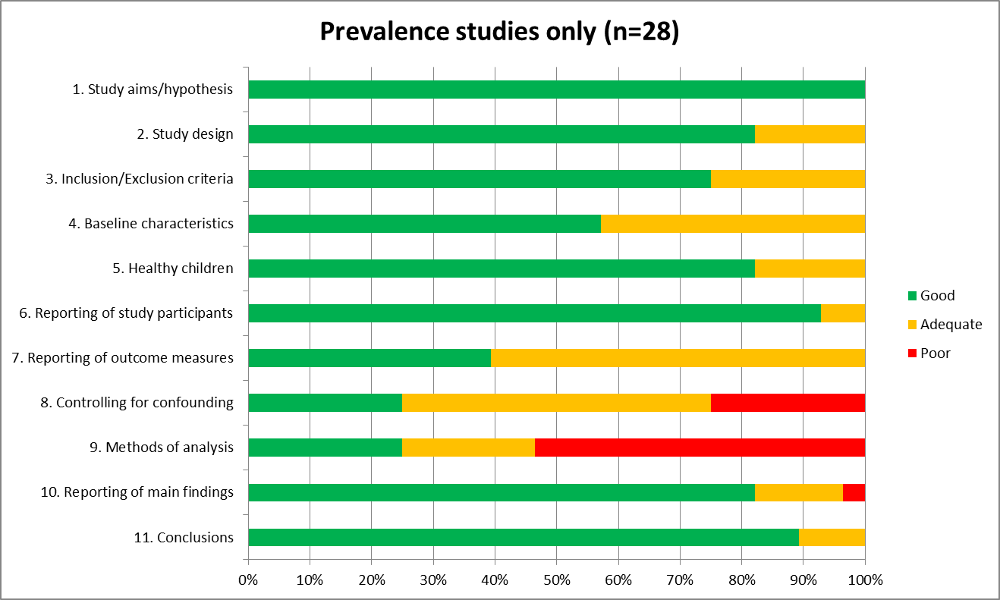 Prevalence studies only (n=28)
1. Study aims/hypothesis
2. Study design
3. Inclusion/Exclusion criteria
4. Baseline characteristics
5. Healthy children
6. Reporting of study participants
7. Reporting of outcome measures
8. Controlling for confounding
9. Methods of analysis
10. Reporting of main findings
11. Conclusions
0% 10% 20% 30% 40% 50% 60% 70% 80% 90% 100%
Good
Adequate
Poor